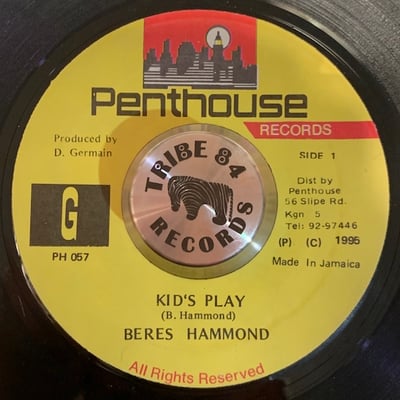 Penthouse
RECORDS
Produced by
D. Germain
SIDE 1
TRIBE 84
RECORDS
G
PH 057
Dist by
Penthouse
56 Slipe Rd.
Kgn 5
Tel: 92-97446
(P) (C) 1995
Made In Jamaica
KID'S PLAY
(B. Hammond)
BERES HAMMOND
All Rights Reserved